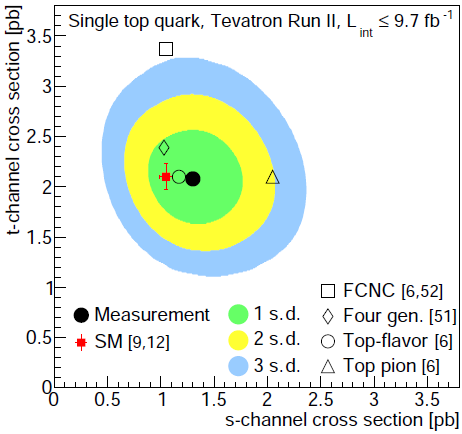 Single top quark, Tevatron Run II, L_int ≤ 9.7 fb⁻¹
t-channel cross section [pb]
3.5
3
2.5
2
1.5
1
0.5
0
Measurement
SM [9,12]
1 s.d.
2 s.d.
3 s.d.
FCNC [6,52]
Four gen. [51]
Top-flavor [6]
Top pion [6]
0 0.5 1 1.5 2 2.5 3 3.5
s-channel cross section [pb]